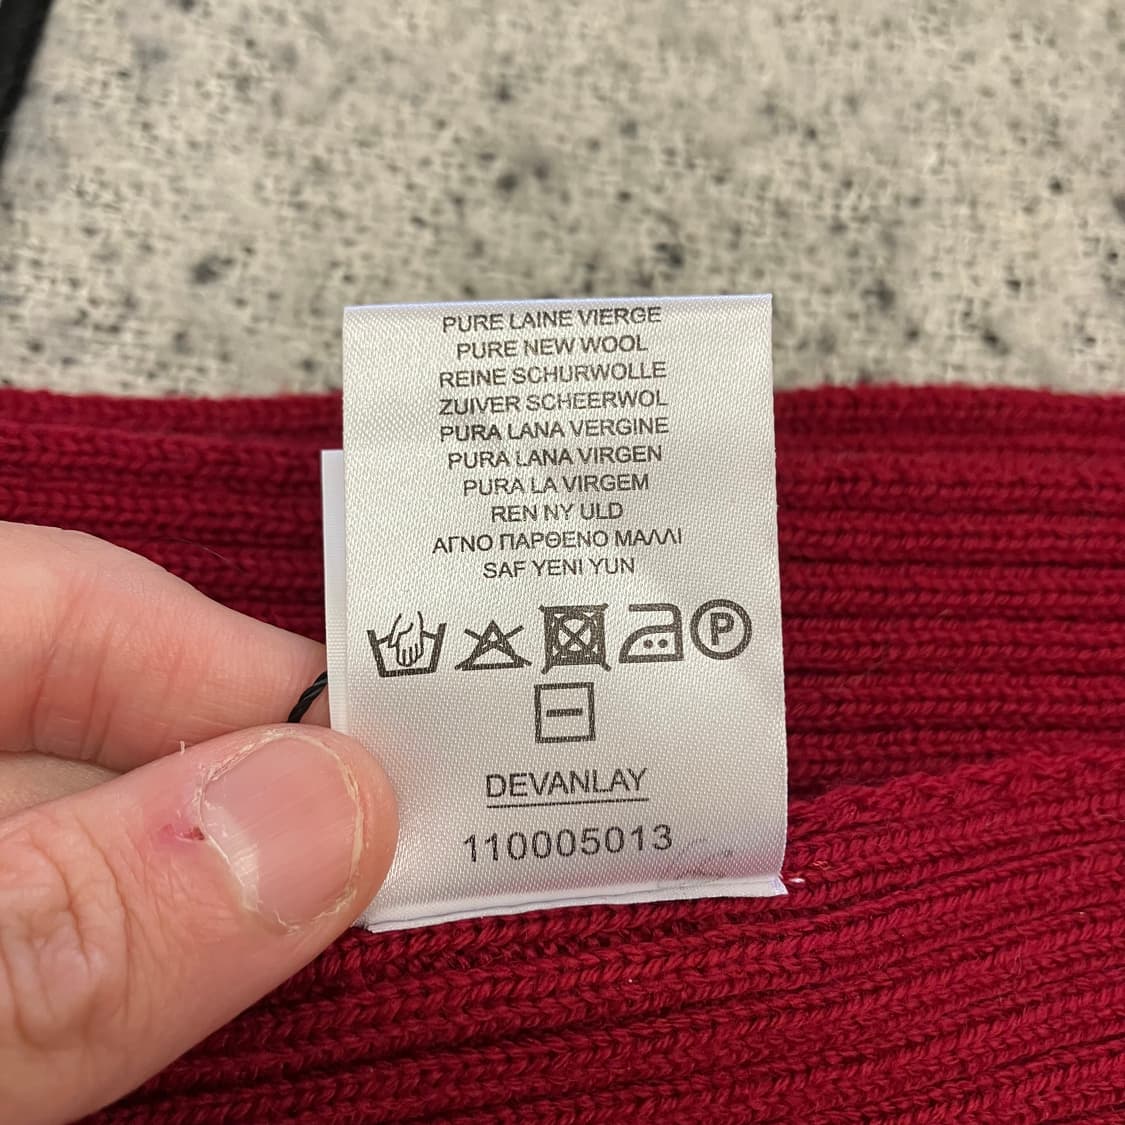 PURE LAINE VIERGE
PURE NEW WOOL
REINE SCHURWOLLE
ZUIVER SCHEERWOL
PURA LANA VERGINE
PURA LANA VIRGEN
PURA LA VIRGEM
REN NY ULD
ΑΓΝΟ ΠΑΡΘΕΝΟ ΜΑΛΛΙ
SAF YENI YUN
P
DEVANLAY
110005013